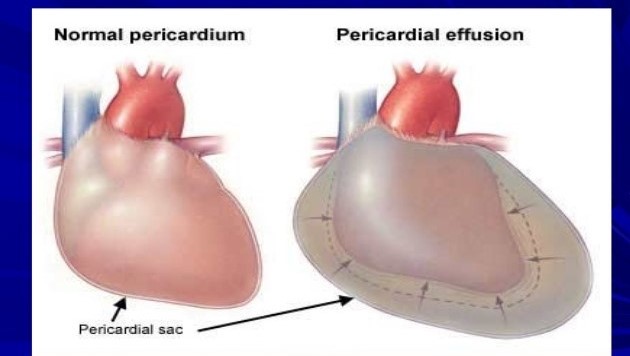 Normal pericardium
Pericardial effusion
Pericardial sac